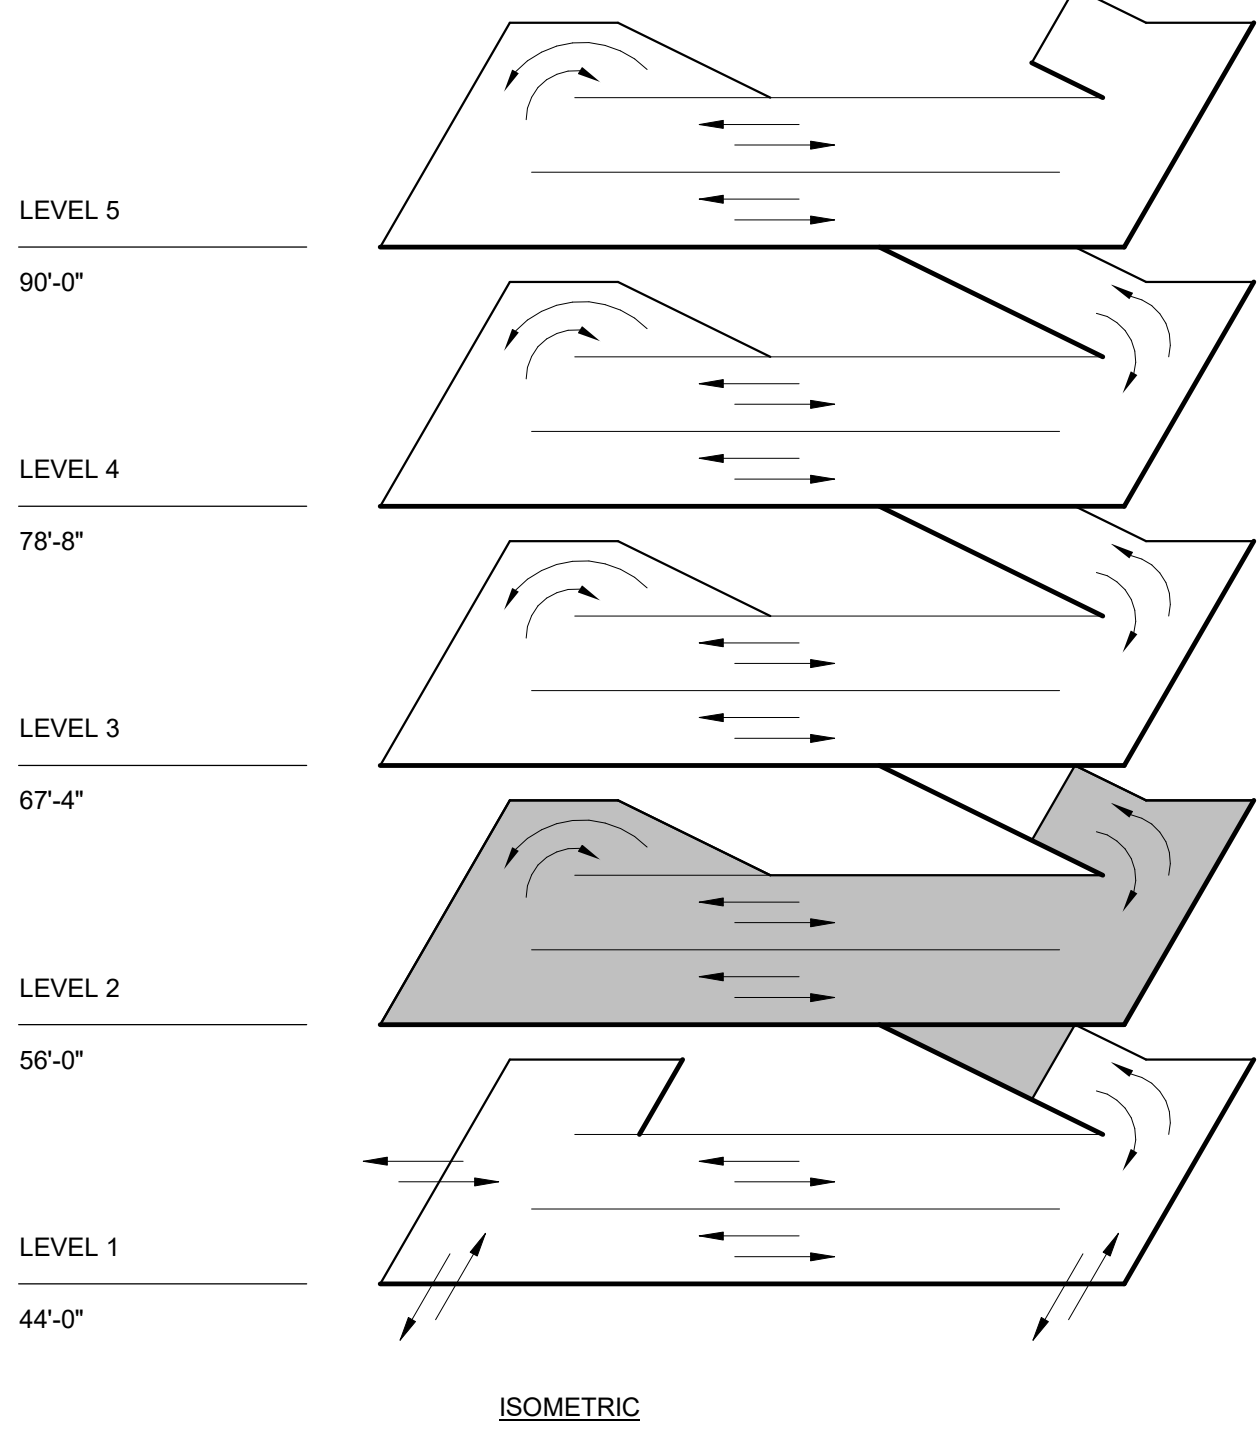 LEVEL 5
90'-0"
LEVEL 4
78'-8"
LEVEL 3
67'-4"
LEVEL 2
56'-0"
LEVEL 1
44'-0"
ISOMETRIC